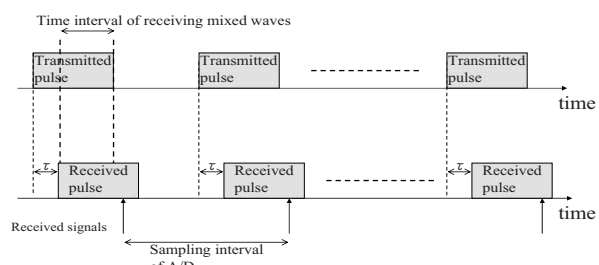 Time interval of receiving mixed waves
Transmitted pulse
Transmitted pulse
Transmitted pulse
time
τ
Received pulse
τ
Received pulse
τ
Received pulse
time
Received signals
Sampling interval
of A/D